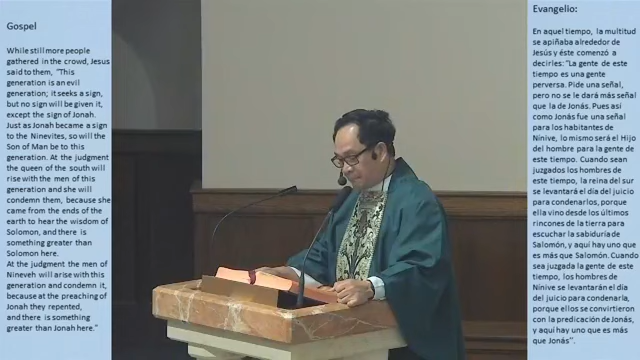 Gospel
While still more people
gathered in the crowd, Jesus
said to them, "This
generation is an evil
generation; it seeks a sign,
but no sign will be given it,
except the sign of Jonah.
Just as Jonah became a sign
to the Ninevites, so will the
Son of Man be to this
generation. At the judgment
the queen of the south will
rise with the men of this
generation and she will
condemn them, because she
came from the ends of the
earth to hear the wisdom of
Solomon, and there is
something greater than
Solomon here.
At the judgment the men of
Nineveh will arise with this
generation and condemn it,
because at the preaching of
Jonah they repented,
and there is something
greater than Jonah here."
Evangelio:
En aquel tiempo, la multitud
se apiñaba alrededor de
Jesús y éste comenzó a
decirles: "La gente de este
tiempo es una gente
perversa. Pide una señal,
pero no se le dará más señal
que la de Jonás. Pues así
como Jonás fue una señal
para los habitantes de
Nínive, lo mismo será el Hijo
del hombre para la gente de
este tiempo. Cuando sean
juzgados los hombres de
este tiempo, la reina del sur
se levantará el día del juicio
para condenarlos, porque
ella vino desde los últimos
rincones de la tierra para
escuchar la sabiduría de
Salomón, y aquí hay uno que
es más que Salomón. Cuando
sea juzgada la gente de este
tiempo, los hombres de
Nínive se levantarán el día
del juicio para condenarla,
porque ellos se convirtieron
con la predicación de Jonás,
y aquí hay uno que es más
que Jonás".